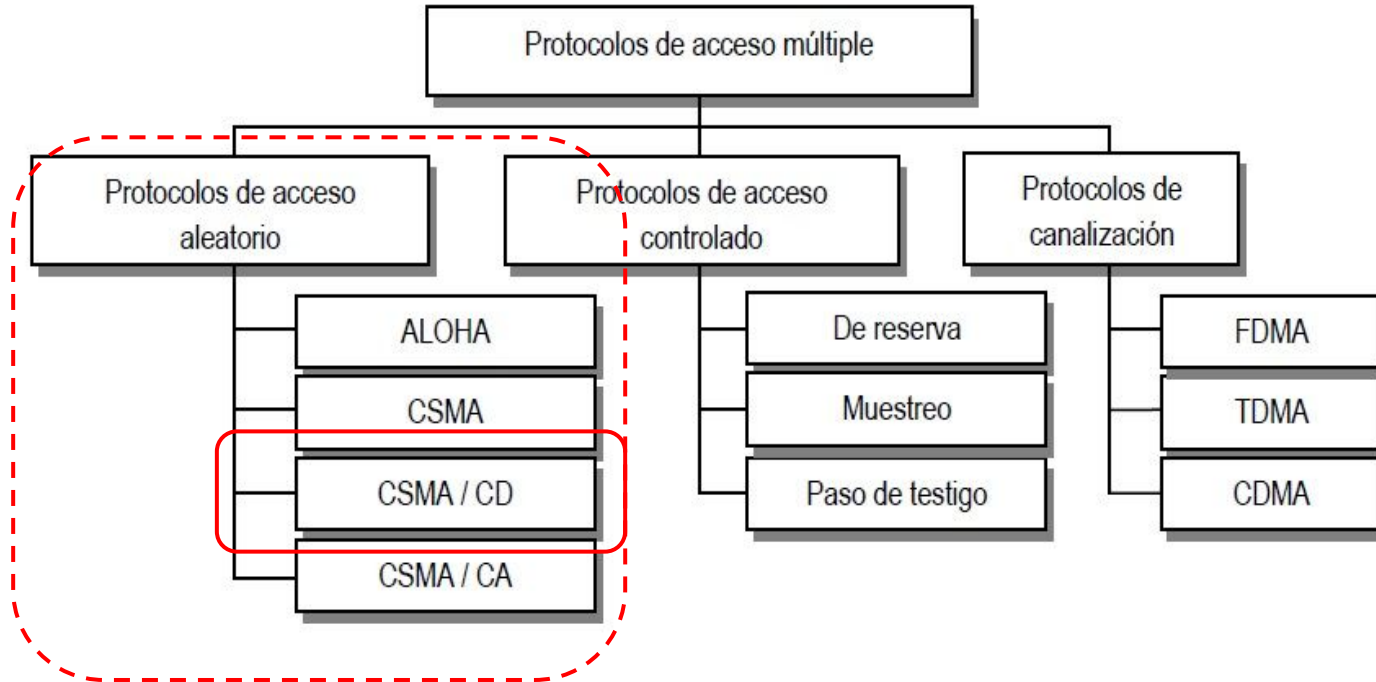 Protocolos de acceso múltiple
Protocolos de acceso
aleatorio
Protocolos de acceso
controlado
Protocolos de
canalización
ALOHA
CSMA
CSMA / CD
CSMA / CA
De reserva
Muestreo
Paso de testigo
FDMA
TDMA
CDMA